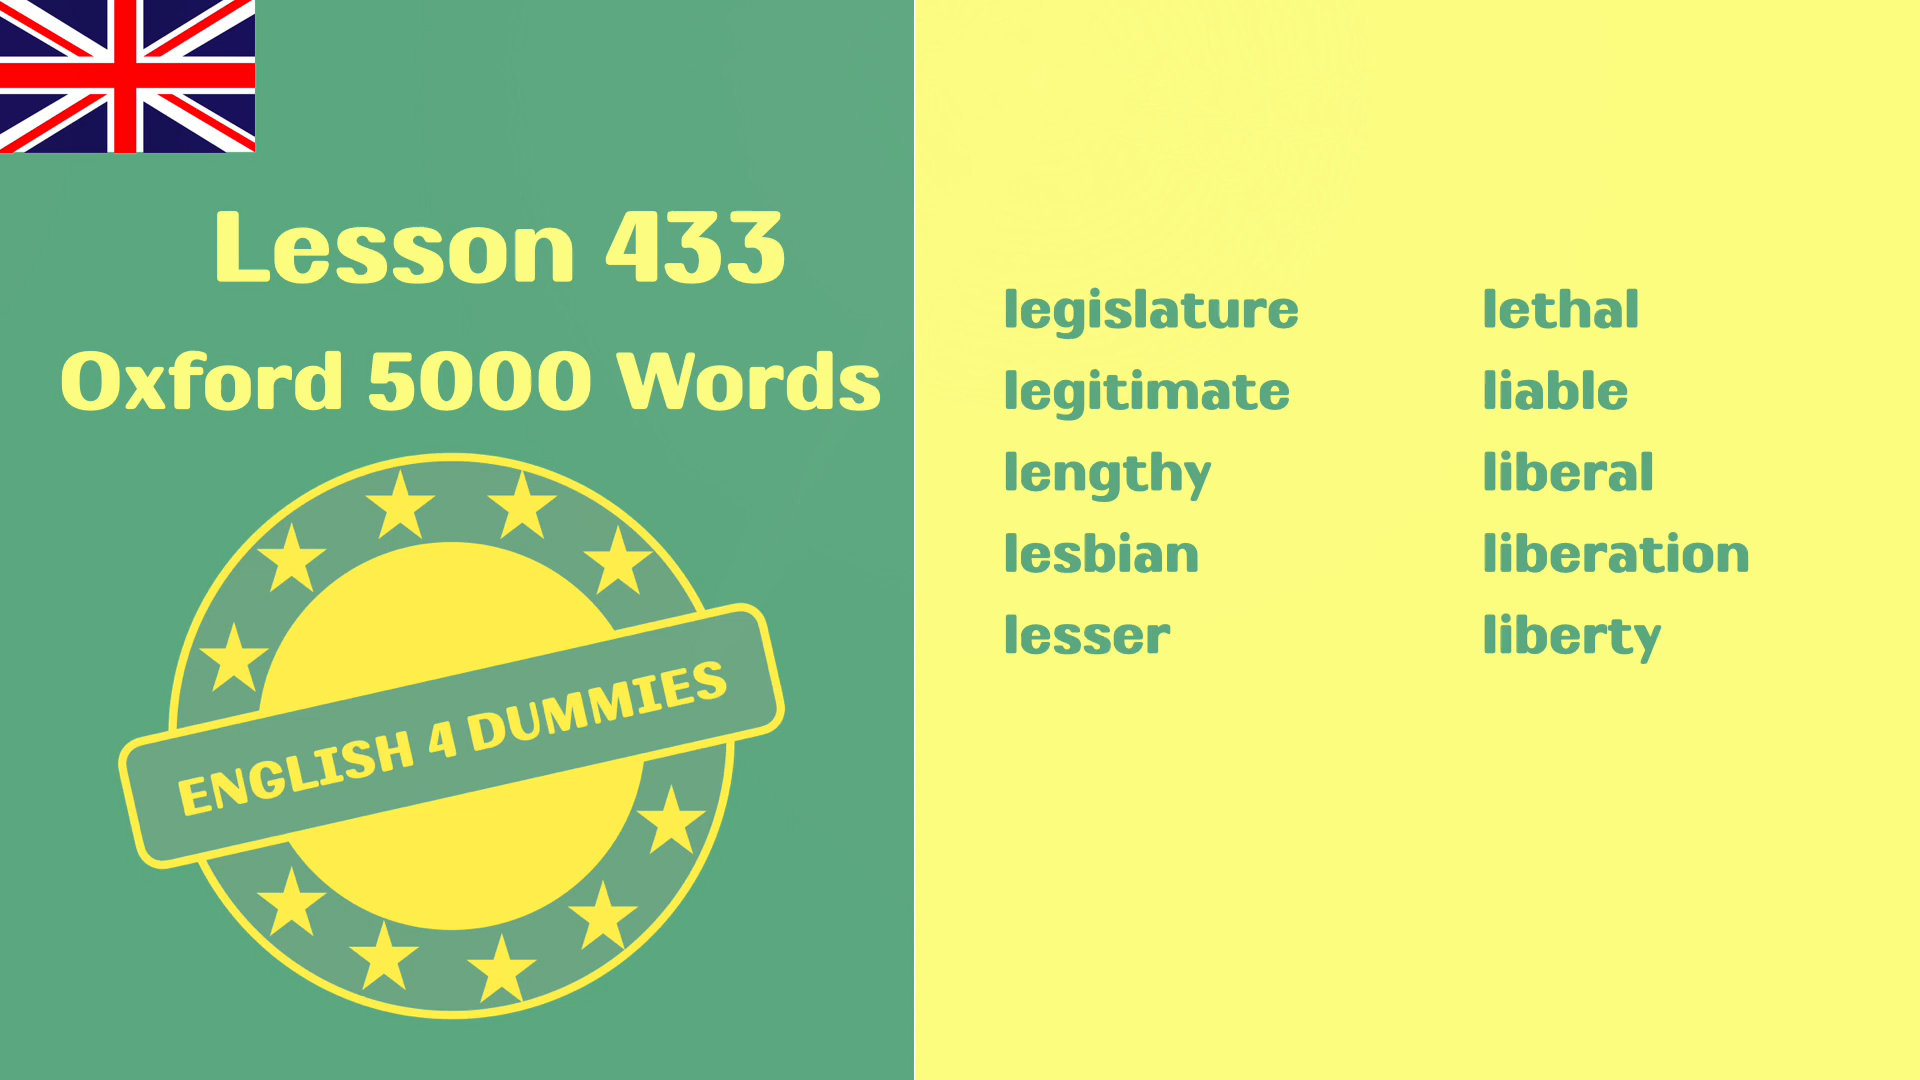 Lesson 433
Oxford 5000 Words
ENGLISH 4 DUMMIES
legislature
legitimate
lengthy
lesbian
lesser
lethal
liable
liberal
liberation
liberty